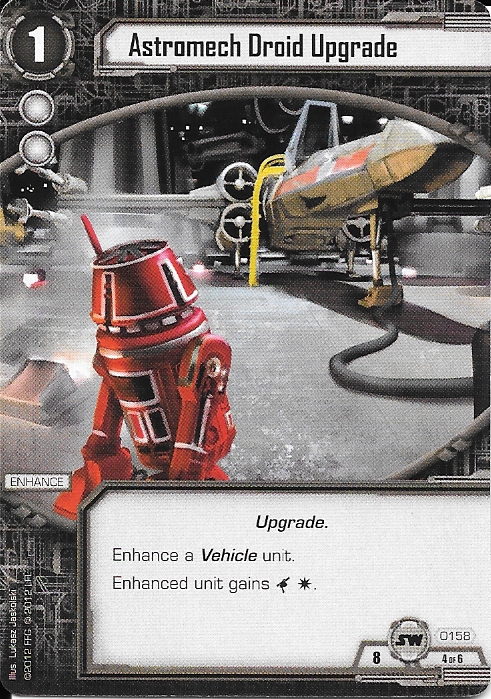 1
Astromech Droid Upgrade
ENHANCE
Upgrade.
Enhance a Vehicle unit.
Enhanced unit gains .
SW
0158
8
4 OF 6
Illus. Lukasz Jaskolski
©2012 FFG ©2012 LFL